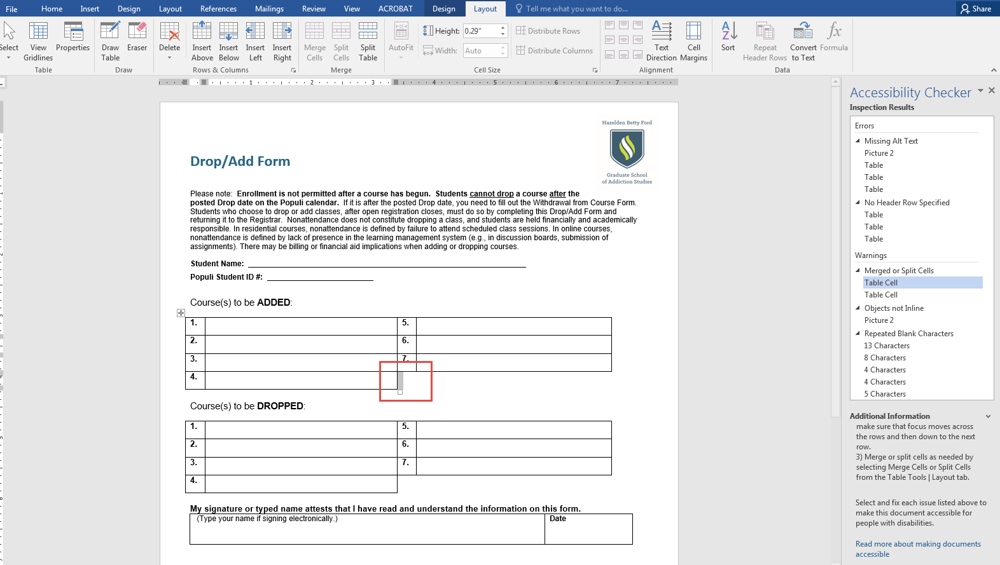 File Home Insert Design Layout References Mailings Review View ACROBAT Design Layout Tell me what you want to do... Share
Select
View Gridlines
Properties
Table
Draw Table
Eraser
Draw
Delete
Insert Above
Insert Below
Insert Left
Insert Right
Rows & Columns
Merge Cells
Split Cells
Split Table
Merge
AutoFit
Height: 0.29"
Width: Auto
Distribute Rows
Distribute Columns
Cell Size
Text Direction
Cell Margins
Alignment
A Z Sort
Repeat Header Rows
Convert to Text
fx Formula
Data
1 2 3 4 5 6 7
Hazelden Betty Ford
Graduate School
of Addiction Studies
Drop/Add Form
Please note: Enrollment is not permitted after a course has begun. Students cannot drop a course after the
posted Drop date on the Populi calendar. If it is after the posted Drop date, you need to fill out the Withdrawal from Course Form.
Students who choose to drop or add classes, after open registration closes, must do so by completing this Drop/Add Form and
returning it to the Registrar. Nonattendance does not constitute dropping a class, and students are held financially and academically
responsible. In residential courses, nonattendance is defined by failure to attend scheduled class sessions. In online courses,
nonattendance is defined by lack of presence in the learning management system (e.g., in discussion boards, submission of
assignments). There may be billing or financial aid implications when adding or dropping courses.
Student Name:
Populi Student ID #:
Course(s) to be ADDED:
1. 5.
2. 6.
3. 7.
4.
Course(s) to be DROPPED:
1. 5.
2. 6.
3. 7.
4.
My signature or typed name attests that I have read and understand the information on this form.
(Type your name if signing electronically.) Date
Accessibility Checker
Inspection Results
Errors
Missing Alt Text
Picture 2
Table
Table
Table
No Header Row Specified
Table
Table
Table
Warnings
Merged or Split Cells
Table Cell
Table Cell
Objects not Inline
Picture 2
Repeated Blank Characters
13 Characters
8 Characters
4 Characters
4 Characters
5 Characters
Additional Information
make sure that focus moves across
the rows and then down to the next
row.
3) Merge or split cells as needed by
selecting Merge Cells or Split Cells
from the Table Tools | Layout tab.
Select and fix each issue listed above to
make this document accessible for
people with disabilities.
Read more about making documents
accessible